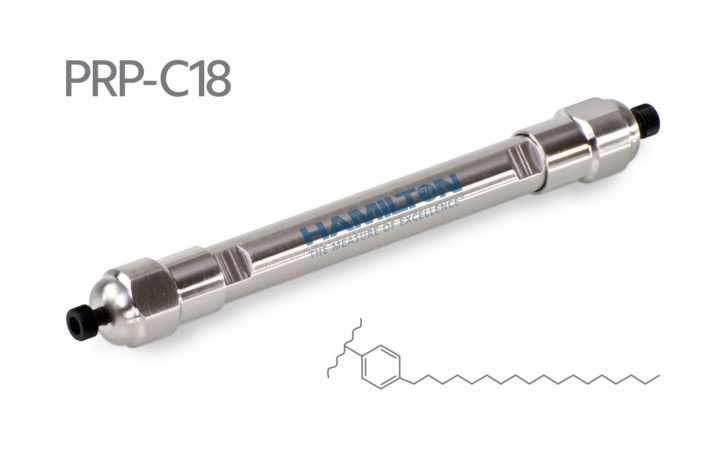 PRP-C18
HAMILTON
THE MEASURE OF EXCELLENCE